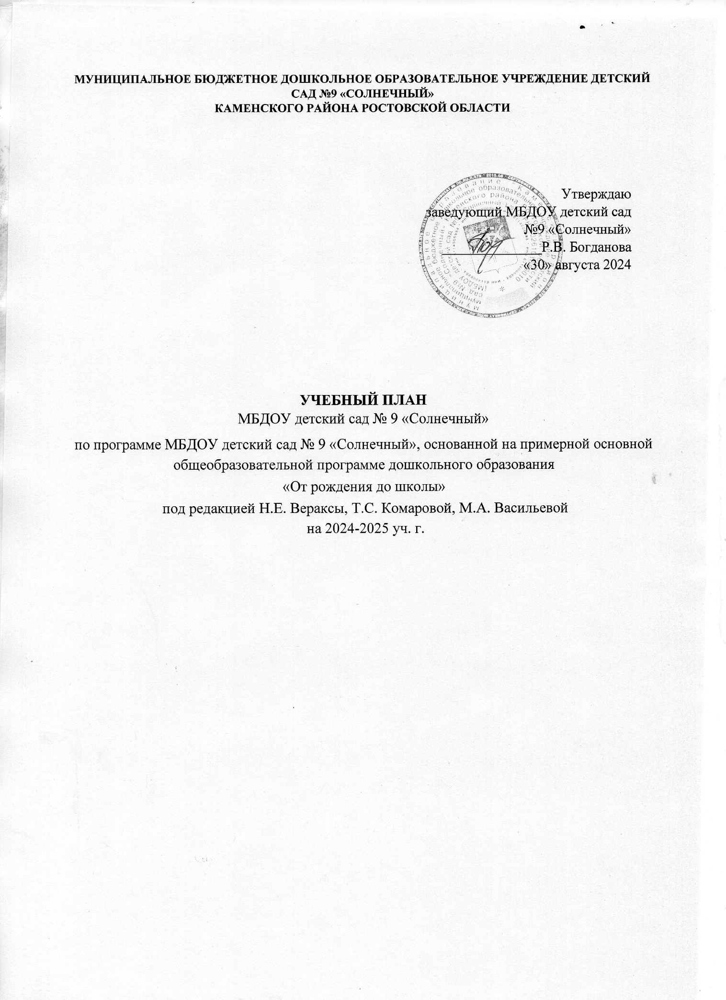 МУНИЦИПАЛЬНОЕ БЮДЖЕТНОЕ ДОШКОЛЬНОЕ ОБРАЗОВАТЕЛЬНОЕ УЧРЕЖДЕНИЕ ДЕТСКИЙ
САД №9 «СОЛНЕЧНЫЙ»
КАМЕНСКОГО РАЙОНА РОСТОВСКОЙ ОБЛАСТИ
Утверждаю
заведующий МБДОУ детский сад
№9 «Солнечный»
Р.В. Богданова
«30» августа 2024
УЧЕБНЫЙ ПЛАН
МБДОУ детский сад № 9 «Солнечный»
по программе МБДОУ детский сад № 9 «Солнечный», основанной на примерной основной
общеобразовательной программе дошкольного образования
«От рождения до школы»
под редакцией Н.Е. Вераксы, Т.С. Комаровой, М.А. Васильевой
на 2024-2025 уч. г.